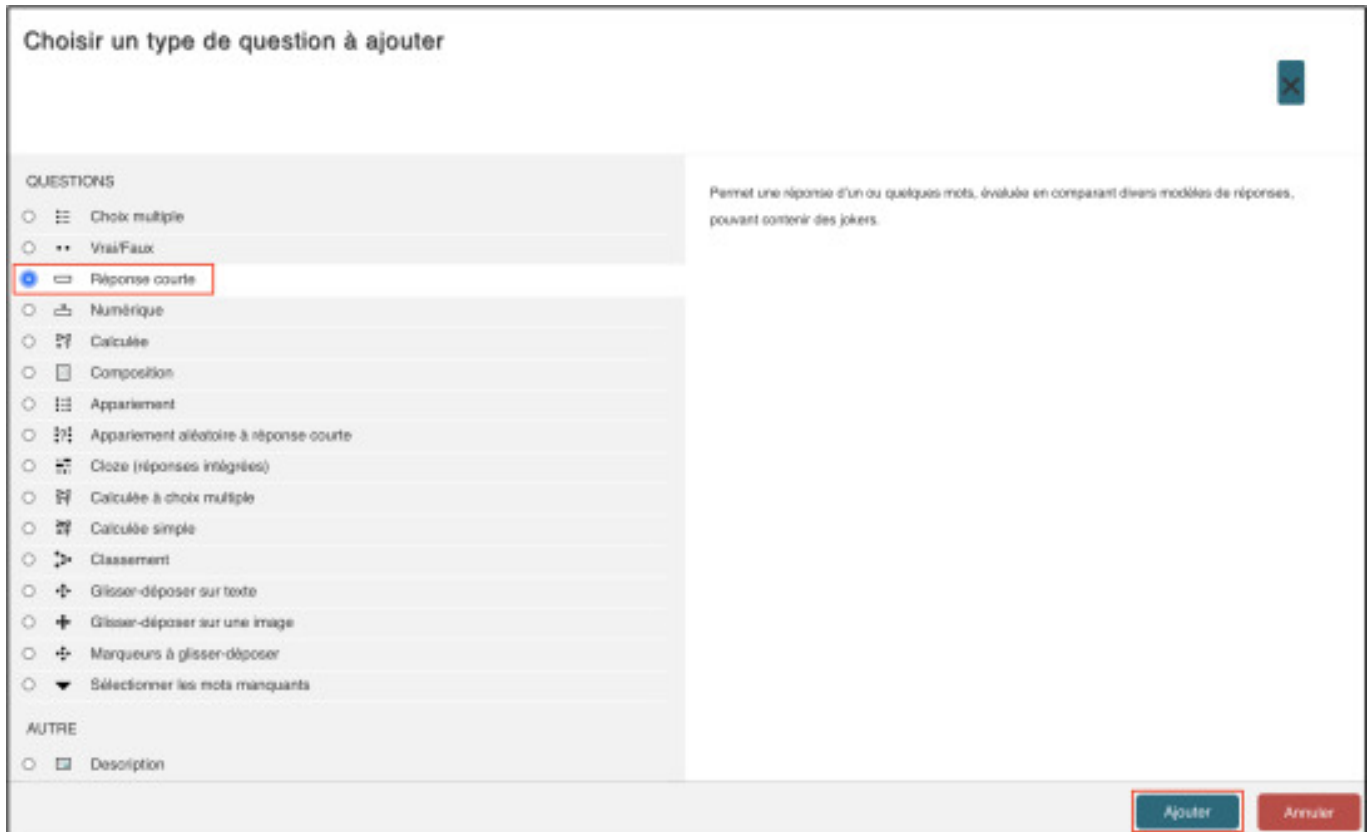 Choisir un type de question à ajouter
QUESTIONS
Choix multiple
Vrai/Faux
Réponse courte
Numérique
Calculée
Composition
Appariement
Appariement aléatoire à réponse courte
Cloze (réponses intégrées)
Calculée à choix multiple
Calculée simple
Classement
Glisser-déposer sur texte
Glisser-déposer sur une image
Marqueurs à glisser-déposer
Sélectionner les mots manquants
AUTRE
Description
Permet une réponse d'un ou quelques mots, évaluée en comparant divers modèles de réponses,
pouvant contenir des jokers.
Ajouter
Annuler